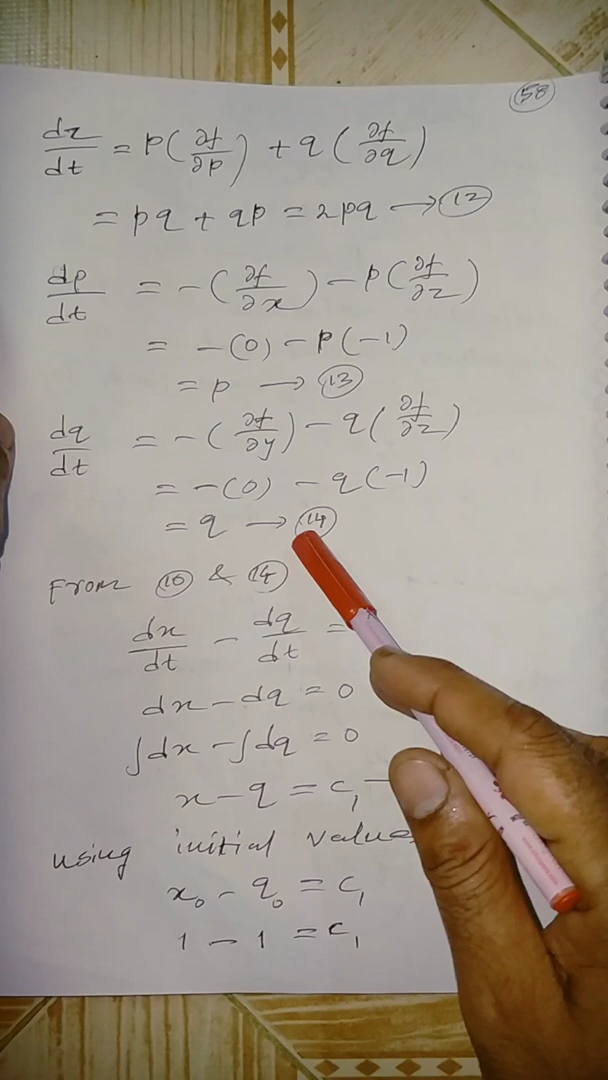 58
dz/dt = p(∂f/∂p) + q(∂f/∂q)
= pq + qp = 2pq → 12
dp/dt = -(∂f/∂x) - p(∂f/∂z)
= -(0) - p(-1)
= p → 13
dq/dt = -(∂f/∂y) - q(∂f/∂z)
= -(0) - q(-1)
= q → 14
From 10 & 14
dx/dt - dq/dt =
dx - dq = 0
∫dx - ∫dq = 0
x - q = c₁
using initial value
x₀ - q₀ = c₁
1 - 1 = c₁